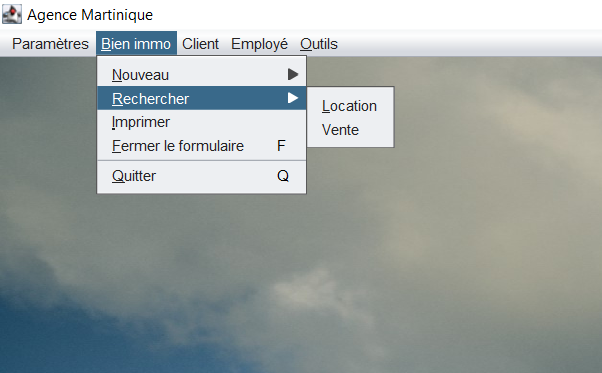 Agence Martinique
Paramètres Bien immo Client Employé Outils
Nouveau
Rechercher
Location
Imprimer
Vente
Fermer le formulaire F
Quitter Q